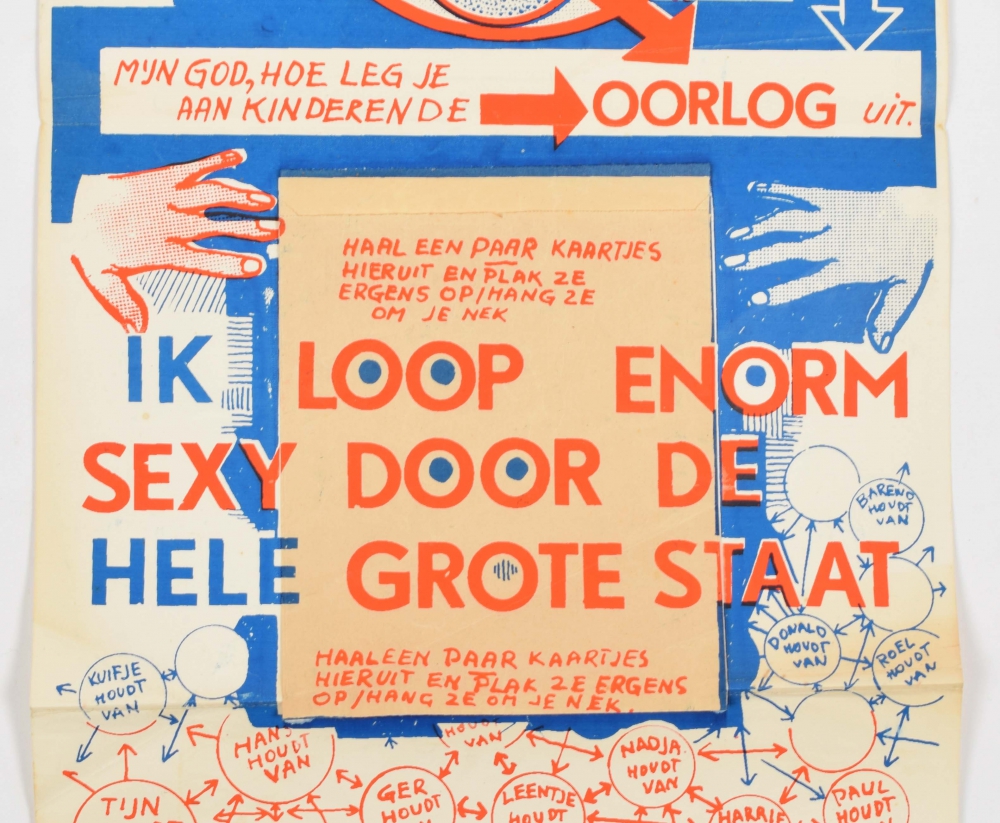 MIJN GOD, HOE LEG JE
AAN KINDEREN DE OORLOG UIT.
HAAL EEN PAAR KAARTJES
HIERUIT EN PLAK ZE
ERGENS OP/HANG ZE
OM JE NEK
IK LOOP ENORM
SEXY DOOR DE
HELE GROTE STAAT
BAREND
HOUDT
VAN
DONALD
HOUDT
VAN
ROEL
HOUDT
VAN
HAAL EEN PAAR KAARTJES
HIERUIT EN PLAK ZE ERGENS
OP/HANG ZE OM JE NEK.
KUIFJE
HOUDT
VAN
HANS
HOUDT
VAN
HOUDT
VAN
NADJA
HOUDT
VAN
TIJN
GER
HOUDT
LEENTJE
HOUDT
HARRIE
PAUL
HOUDT